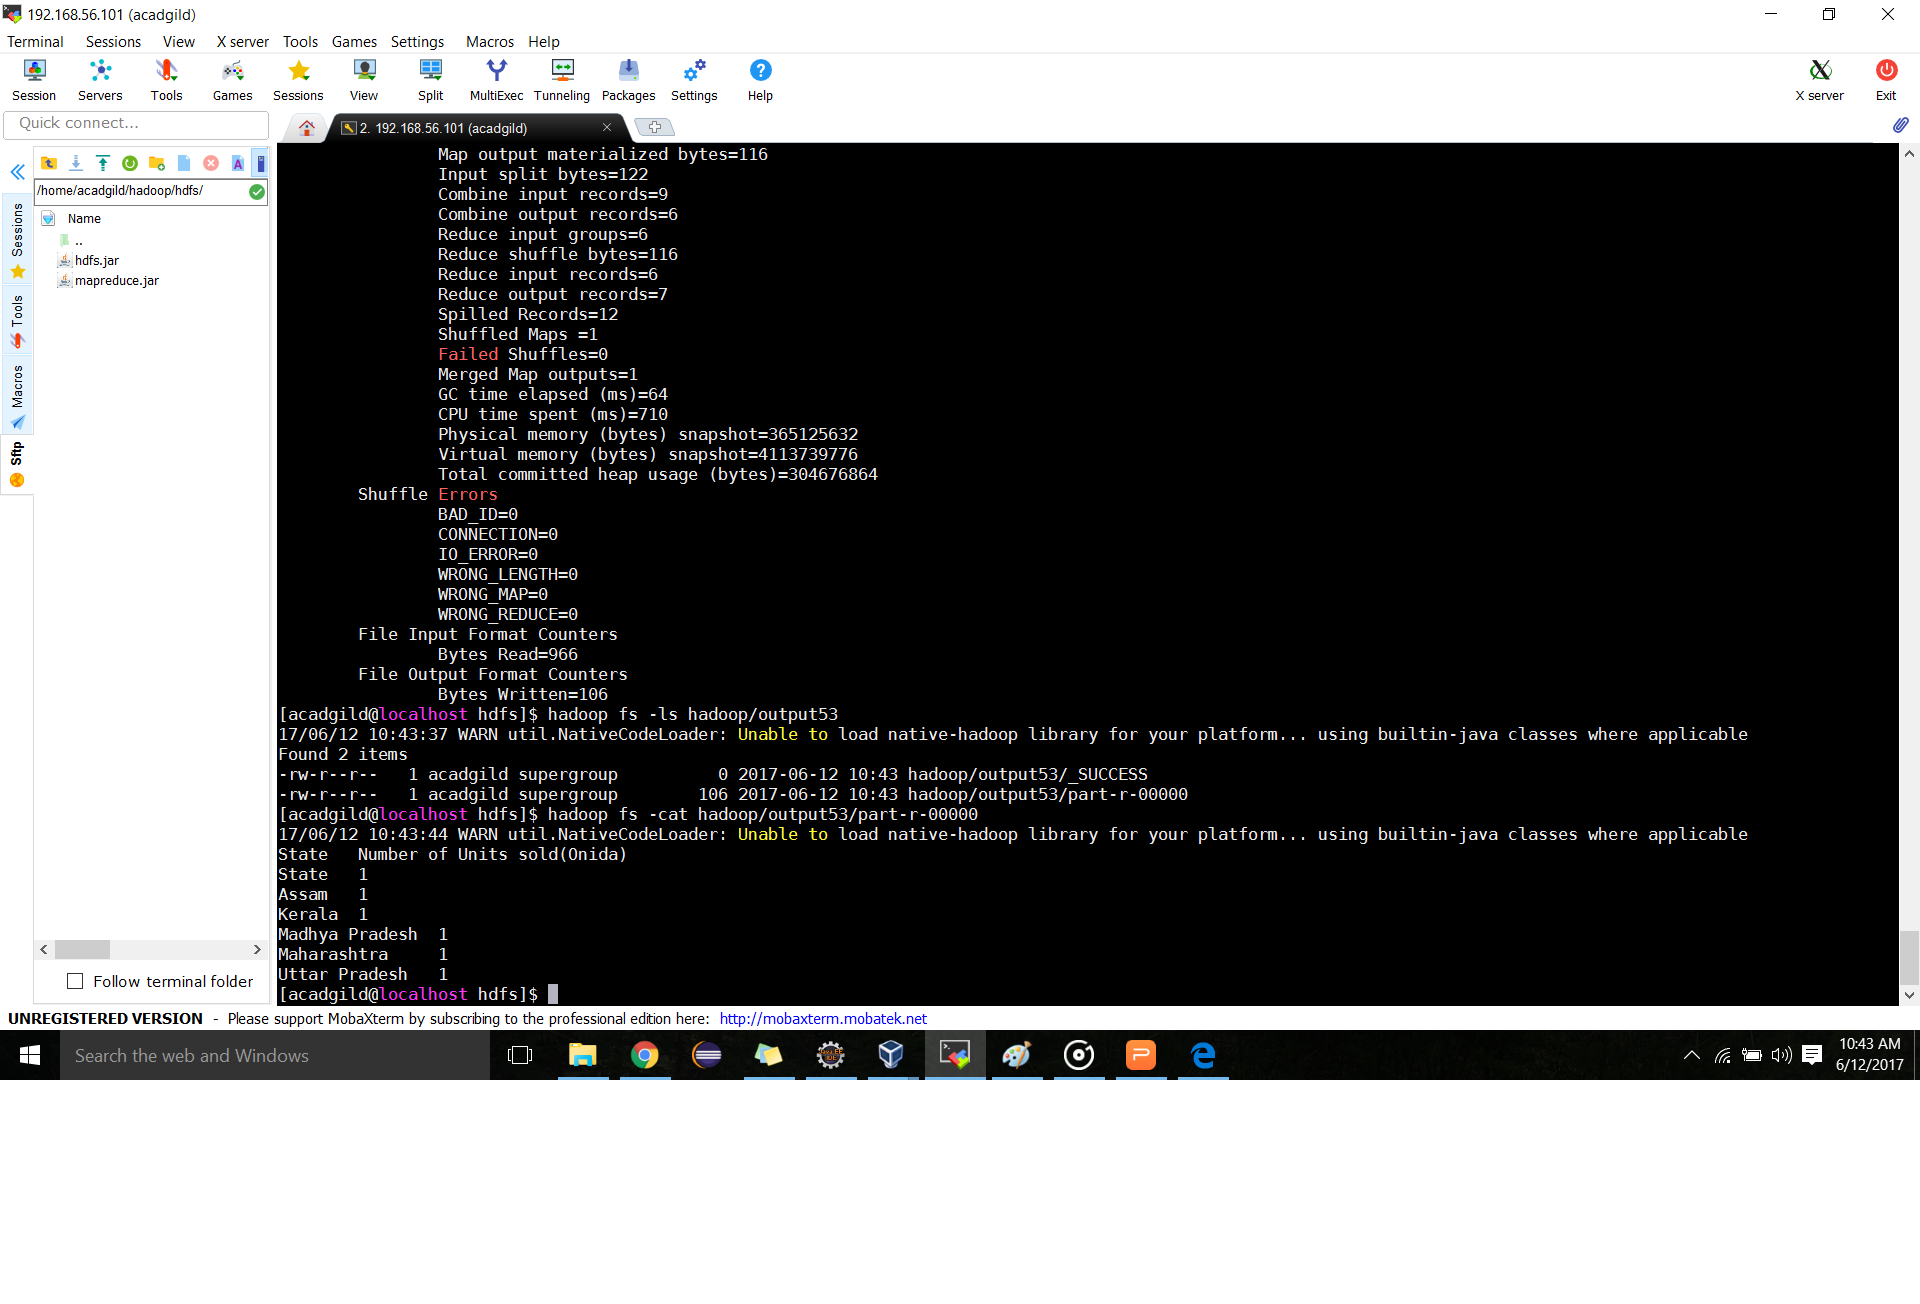 192.168.56.101 (acadgild)
Terminal Sessions View X server Tools Games Settings Macros Help
Session Servers Tools Games Sessions View Split MultiExec Tunneling Packages Settings Help X server Exit
Quick connect...
2. 192.168.56.101 (acadgild)
/home/acadgild/hadoop/hdfs/
Name
..
hdfs.jar
mapreduce.jar
Sessions
Tools
Macros
Sftp
Follow terminal folder
Map output materialized bytes=116
Input split bytes=122
Combine input records=9
Combine output records=6
Reduce input groups=6
Reduce shuffle bytes=116
Reduce input records=6
Reduce output records=7
Spilled Records=12
Shuffled Maps =1
Failed Shuffles=0
Merged Map outputs=1
GC time elapsed (ms)=64
CPU time spent (ms)=710
Physical memory (bytes) snapshot=365125632
Virtual memory (bytes) snapshot=4113739776
Total committed heap usage (bytes)=304676864
Shuffle Errors
BAD_ID=0
CONNECTION=0
IO_ERROR=0
WRONG_LENGTH=0
WRONG_MAP=0
WRONG_REDUCE=0
File Input Format Counters
Bytes Read=966
File Output Format Counters
Bytes Written=106
[acadgild@localhost hdfs]$ hadoop fs -ls hadoop/output53
17/06/12 10:43:37 WARN util.NativeCodeLoader: Unable to load native-hadoop library for your platform... using builtin-java classes where applicable
Found 2 items
-rw-r--r-- 1 acadgild supergroup 0 2017-06-12 10:43 hadoop/output53/_SUCCESS
-rw-r--r-- 1 acadgild supergroup 106 2017-06-12 10:43 hadoop/output53/part-r-00000
[acadgild@localhost hdfs]$ hadoop fs -cat hadoop/output53/part-r-00000
17/06/12 10:43:44 WARN util.NativeCodeLoader: Unable to load native-hadoop library for your platform... using builtin-java classes where applicable
State Number of Units sold(Onida)
State 1
Assam 1
Kerala 1
Madhya Pradesh 1
Maharashtra 1
Uttar Pradesh 1
[acadgild@localhost hdfs]$
UNREGISTERED VERSION - Please support MobaXterm by subscribing to the professional edition here: http://mobaxterm.mobatek.net
Search the web and Windows
10:43 AM
6/12/2017